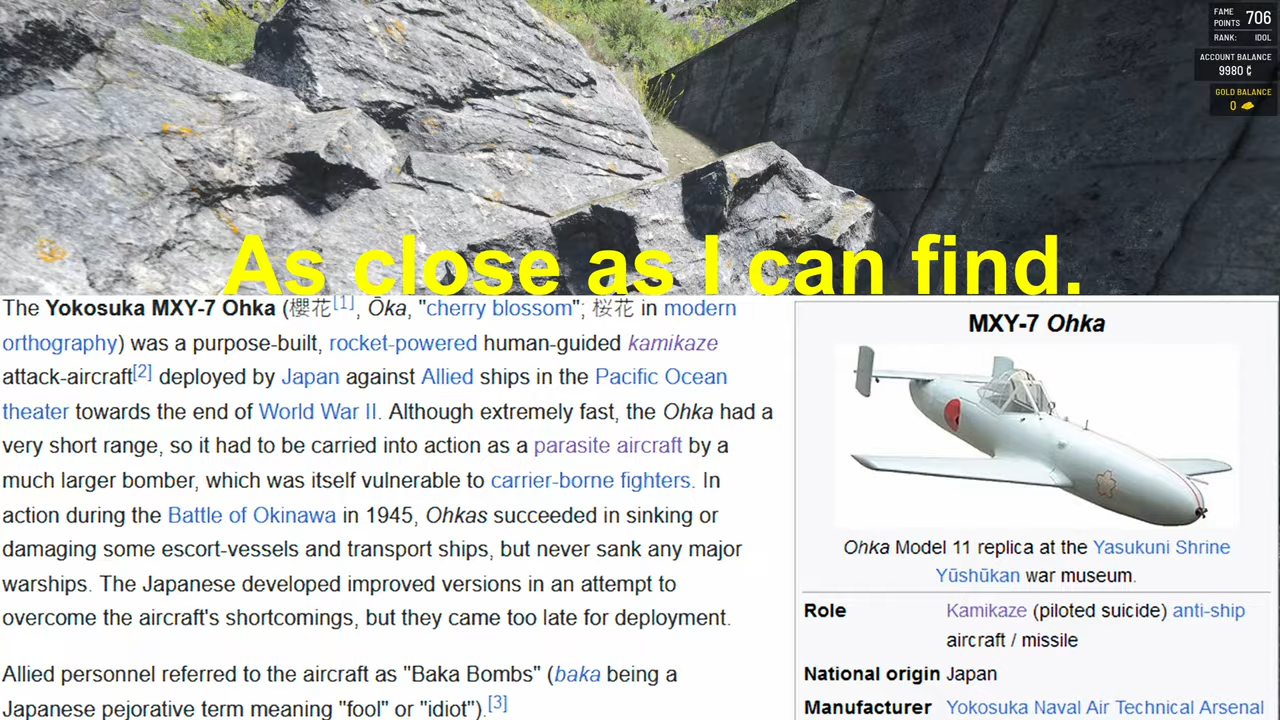 FAME
POINTS 706
RANK: IDOL
ACCOUNT BALANCE
9980 ₵
GOLD BALANCE
0
As close as I can find.
The Yokosuka MXY-7 Ohka (櫻花[1], Ōka, "cherry blossom"; 桜花 in modern
orthography) was a purpose-built, rocket-powered human-guided kamikaze
attack-aircraft[2] deployed by Japan against Allied ships in the Pacific Ocean
theater towards the end of World War II. Although extremely fast, the Ohka had a
very short range, so it had to be carried into action as a parasite aircraft by a
much larger bomber, which was itself vulnerable to carrier-borne fighters. In
action during the Battle of Okinawa in 1945, Ohkas succeeded in sinking or
damaging some escort-vessels and transport ships, but never sank any major
warships. The Japanese developed improved versions in an attempt to
overcome the aircraft's shortcomings, but they came too late for deployment.
Allied personnel referred to the aircraft as "Baka Bombs" (baka being a
Japanese pejorative term meaning "fool" or "idiot").[3]
MXY-7 Ohka
Ohka Model 11 replica at the Yasukuni Shrine
Yūshūkan war museum.
Role Kamikaze (piloted suicide) anti-ship
aircraft / missile
National origin Japan
Manufacturer Yokosuka Naval Air Technical Arsenal